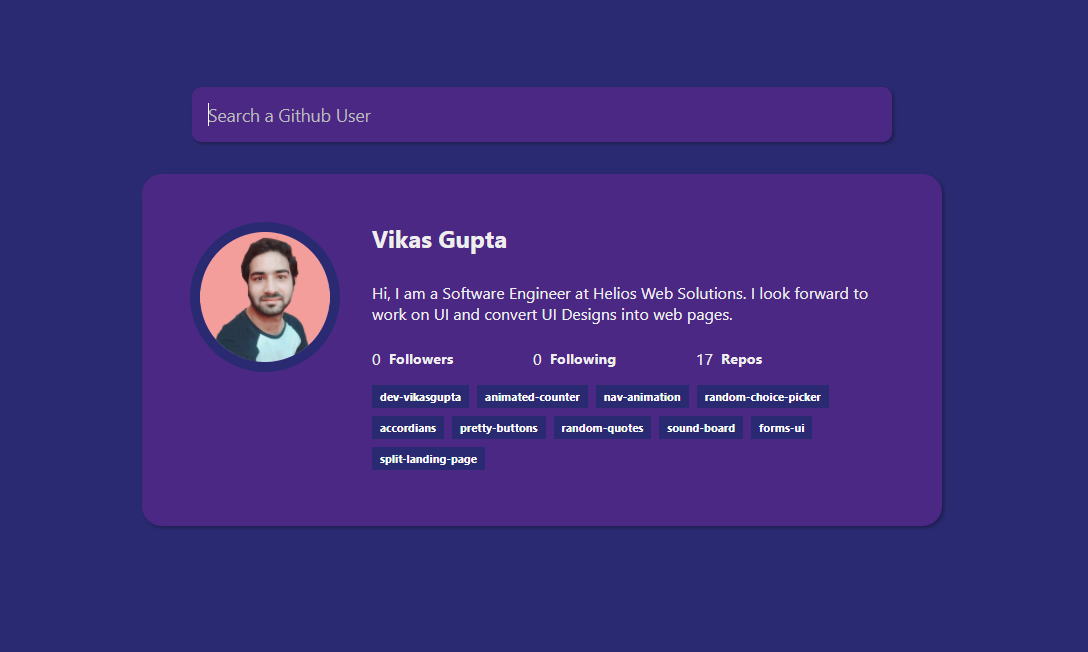 Search a Github User
Vikas Gupta
Hi, I am a Software Engineer at Helios Web Solutions. I look forward to
work on UI and convert UI Designs into web pages.
0 Followers 0 Following 17 Repos
dev-vikasgupta animated-counter nav-animation random-choice-picker
accordians pretty-buttons random-quotes sound-board forms-ui
split-landing-page